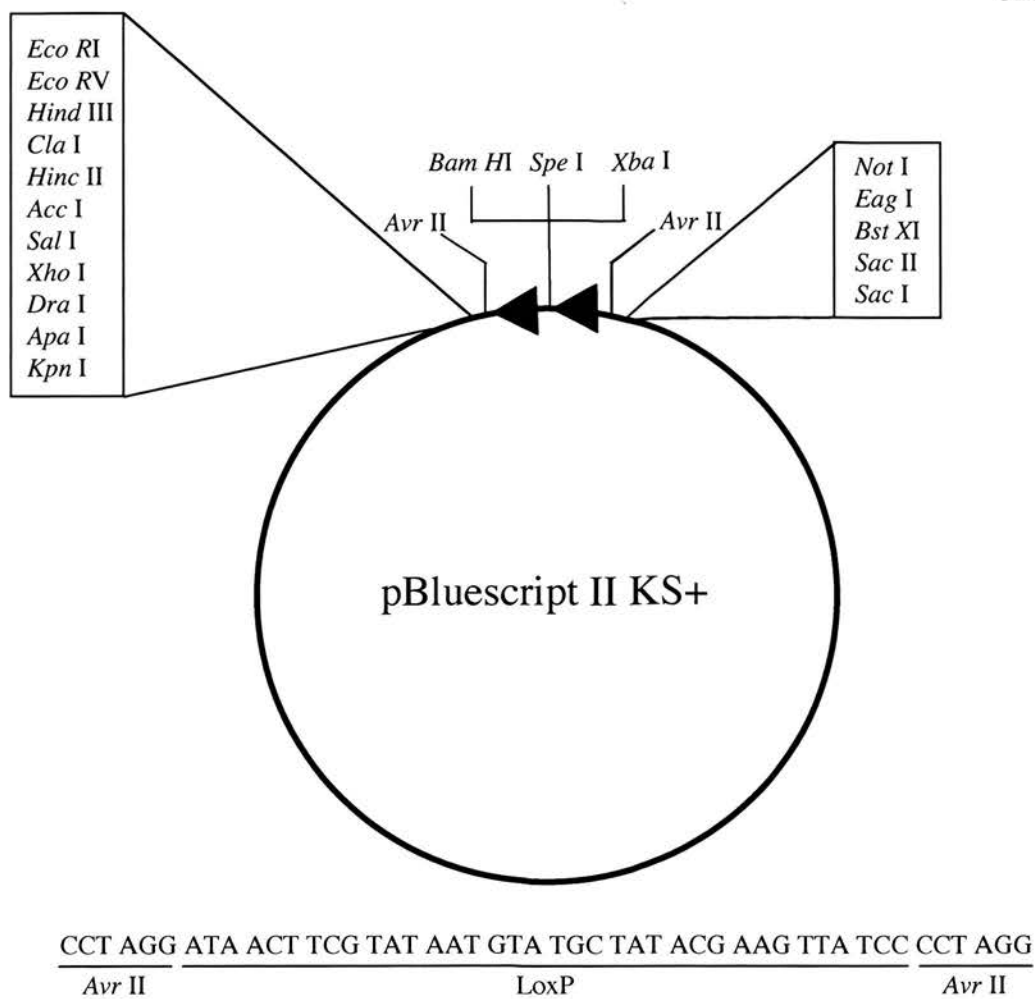 Eco RI
Eco RV
Hind III
Cla I
Hinc II
Acc I
Sal I
Xho I
Dra I
Apa I
Kpn I
Bam HI Spe I Xba I
Avr II Avr II
Not I
Eag I
Bst XI
Sac II
Sac I
pBluescript II KS+
CCT AGG ATA ACT TCG TAT AAT GTA TGC TAT ACG AAG TTA TCC CCT AGG
Avr II LoxP Avr II